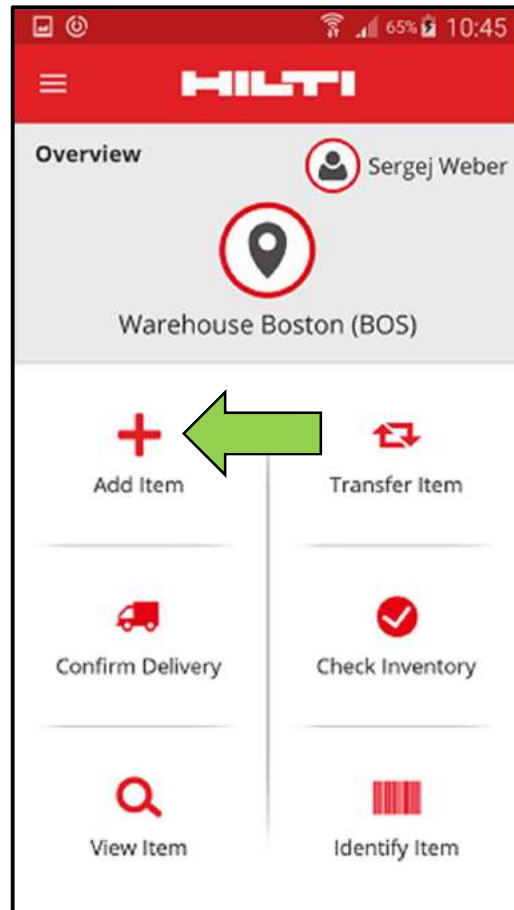 65% 10:45
HILTI
Overview Sergej Weber
Warehouse Boston (BOS)
Add Item Transfer Item
Confirm Delivery Check Inventory
View Item Identify Item